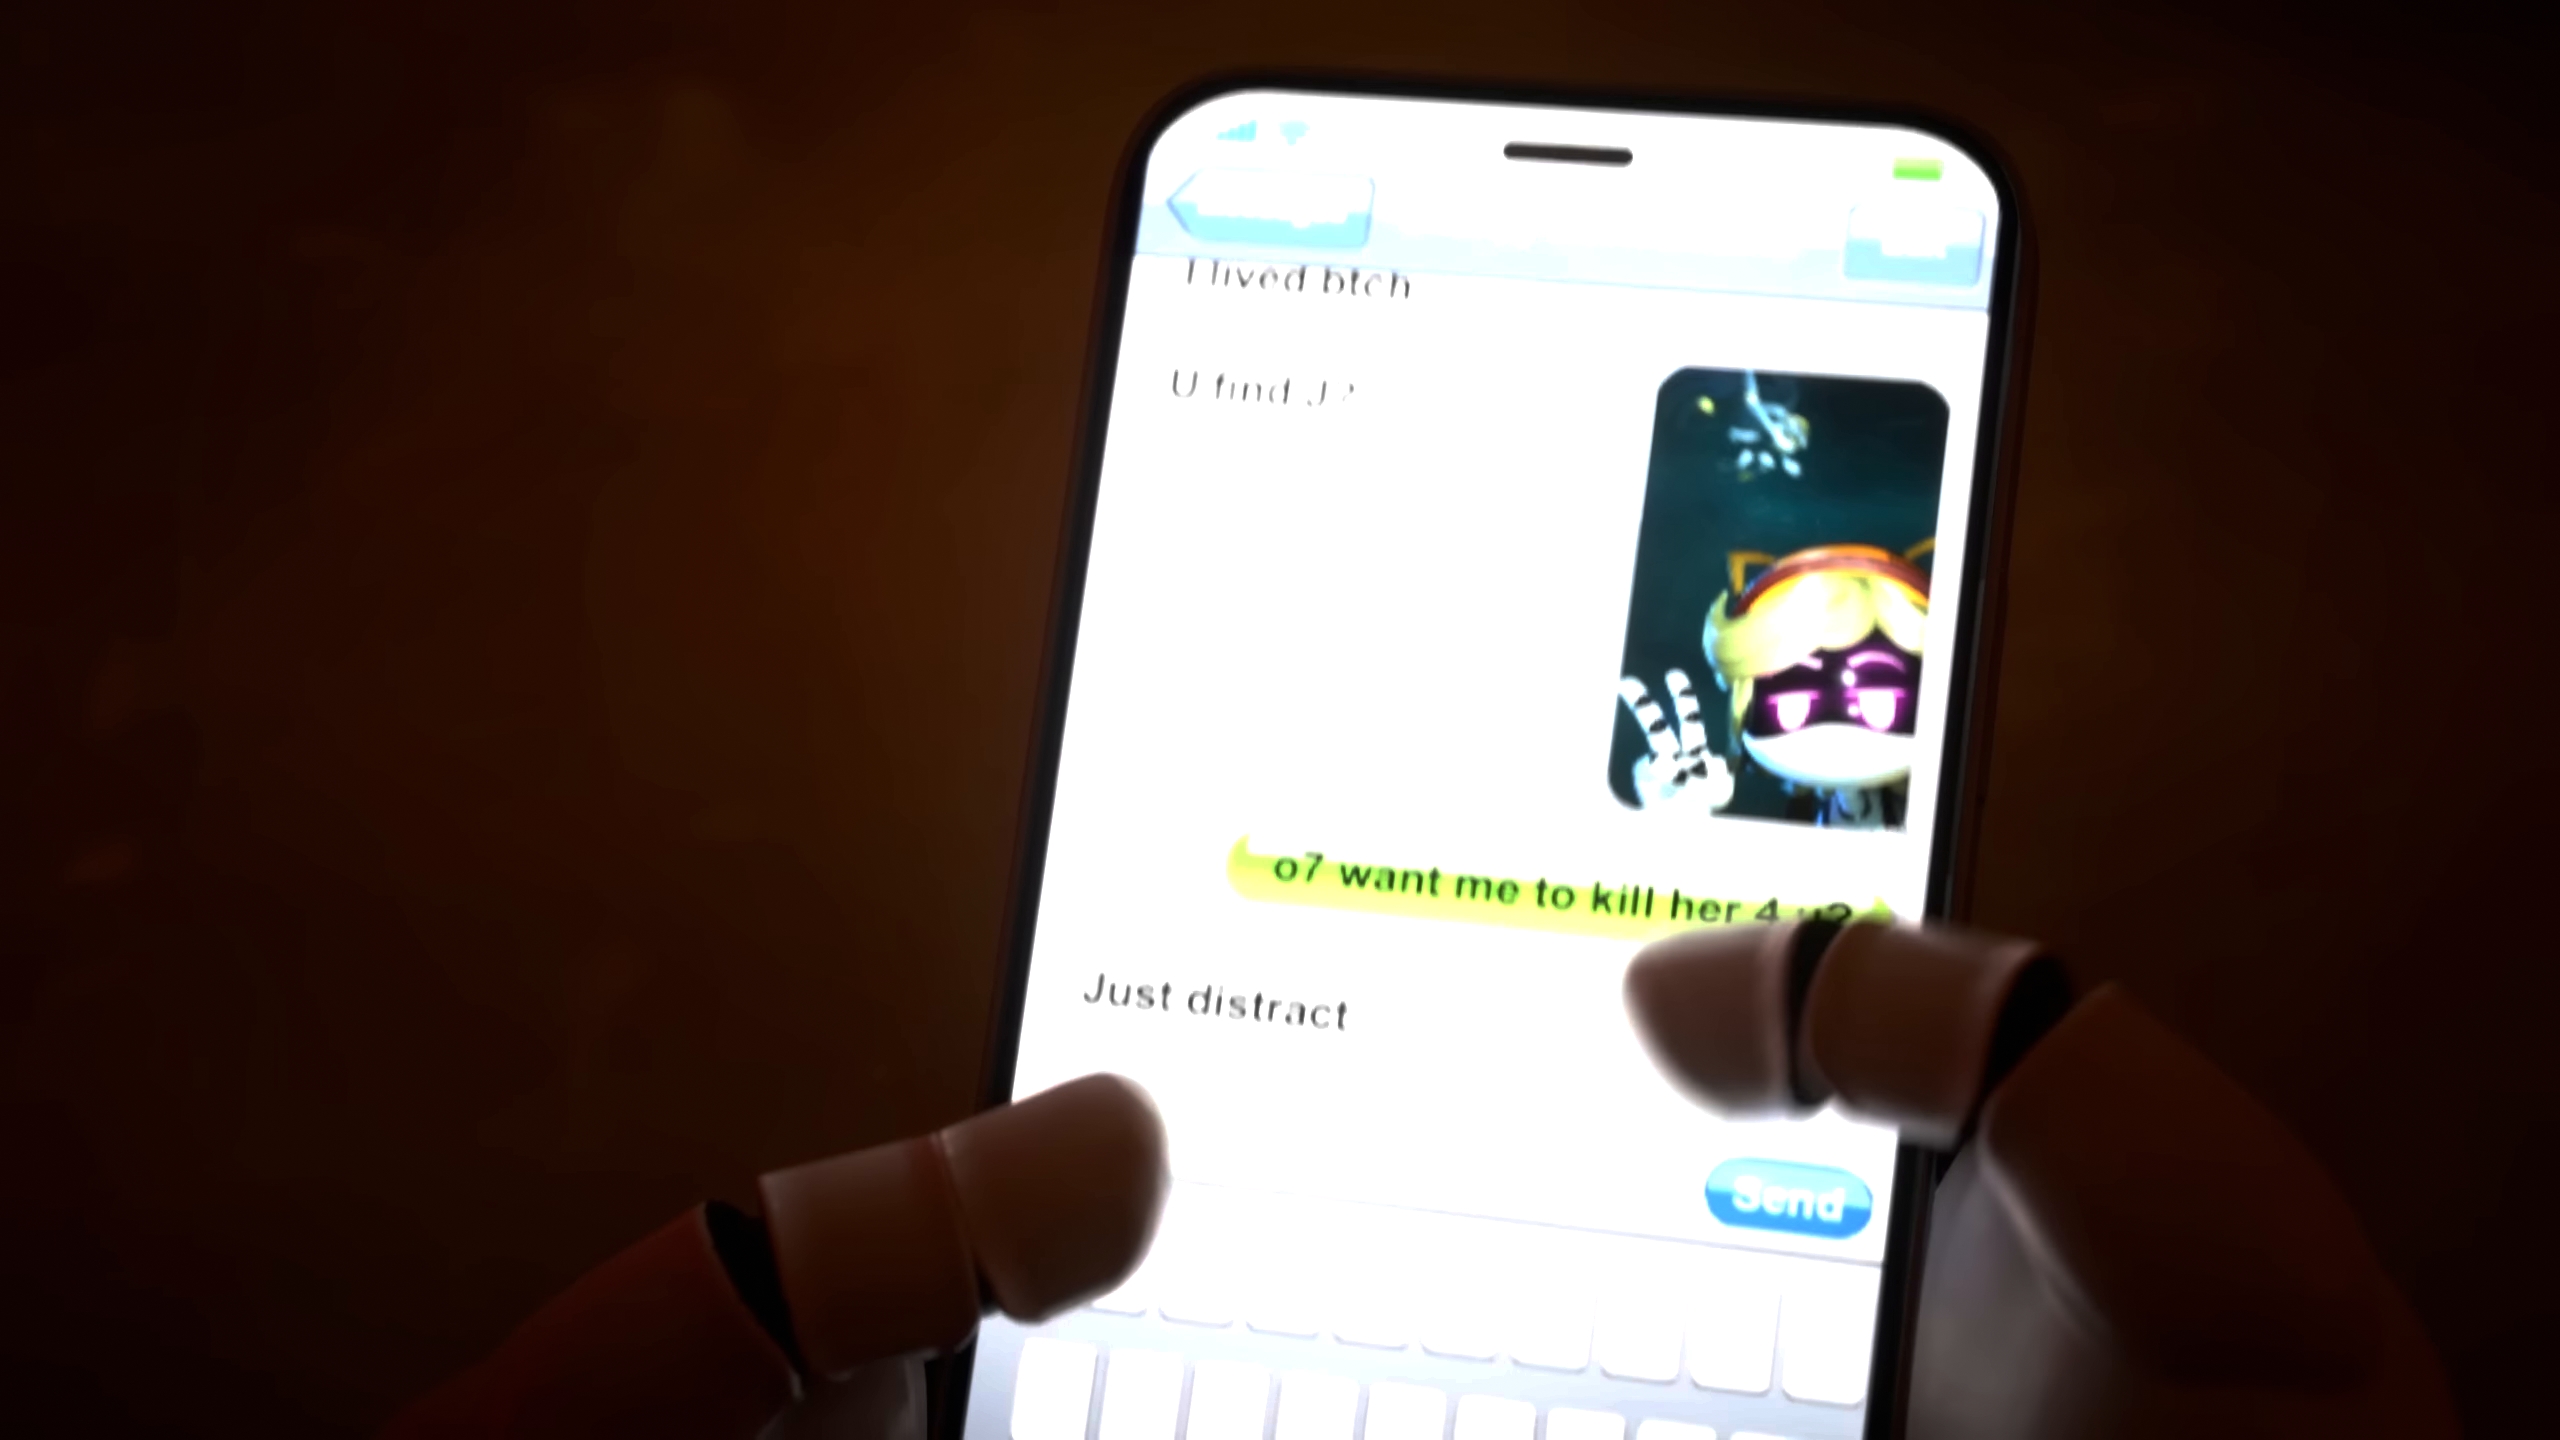 I lived btch
U find J?
o7 want me to kill her 4 u?
Just distract
Send